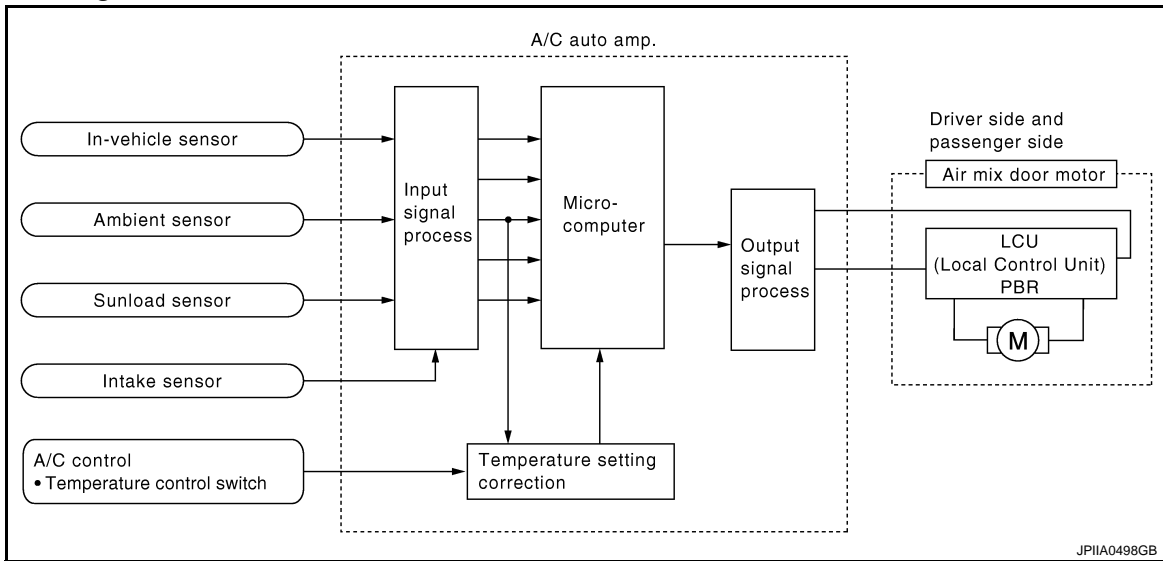 A/C auto amp.
In-vehicle sensor
Ambient sensor
Sunload sensor
Intake sensor
A/C control
• Temperature control switch
Input
signal
process
Micro-
computer
Temperature setting
correction
Output
signal
process
Driver side and
passenger side
Air mix door motor
LCU
(Local Control Unit)
PBR
M
JPIIA0498GB